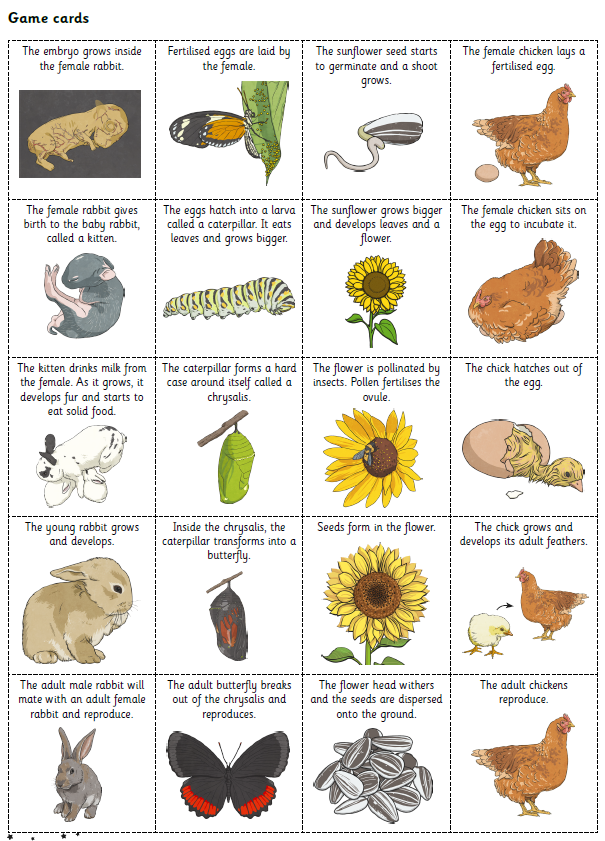 Game cards
The embryo grows inside
the female rabbit.
Fertilised eggs are laid by
the female.
The sunflower seed starts
to germinate and a shoot
grows.
The female chicken lays a
fertilised egg.
The female rabbit gives
birth to the baby rabbit,
called a kitten.
The eggs hatch into a larva
called a caterpillar. It eats
leaves and grows bigger.
The sunflower grows bigger
and develops leaves and a
flower.
The female chicken sits on
the egg to incubate it.
The kitten drinks milk from
the female. As it grows, it
develops fur and starts to
eat solid food.
The caterpillar forms a hard
case around itself called a
chrysalis.
The flower is pollinated by
insects. Pollen fertilises the
ovule.
The chick hatches out of
the egg.
The young rabbit grows
and develops.
Inside the chrysalis, the
caterpillar transforms into a
butterfly.
Seeds form in the flower.
The chick grows and
develops its adult feathers.
The adult male rabbit will
mate with an adult female
rabbit and reproduce.
The adult butterfly breaks
out of the chrysalis and
reproduces.
The flower head withers
and the seeds are dispersed
onto the ground.
The adult chickens
reproduce.